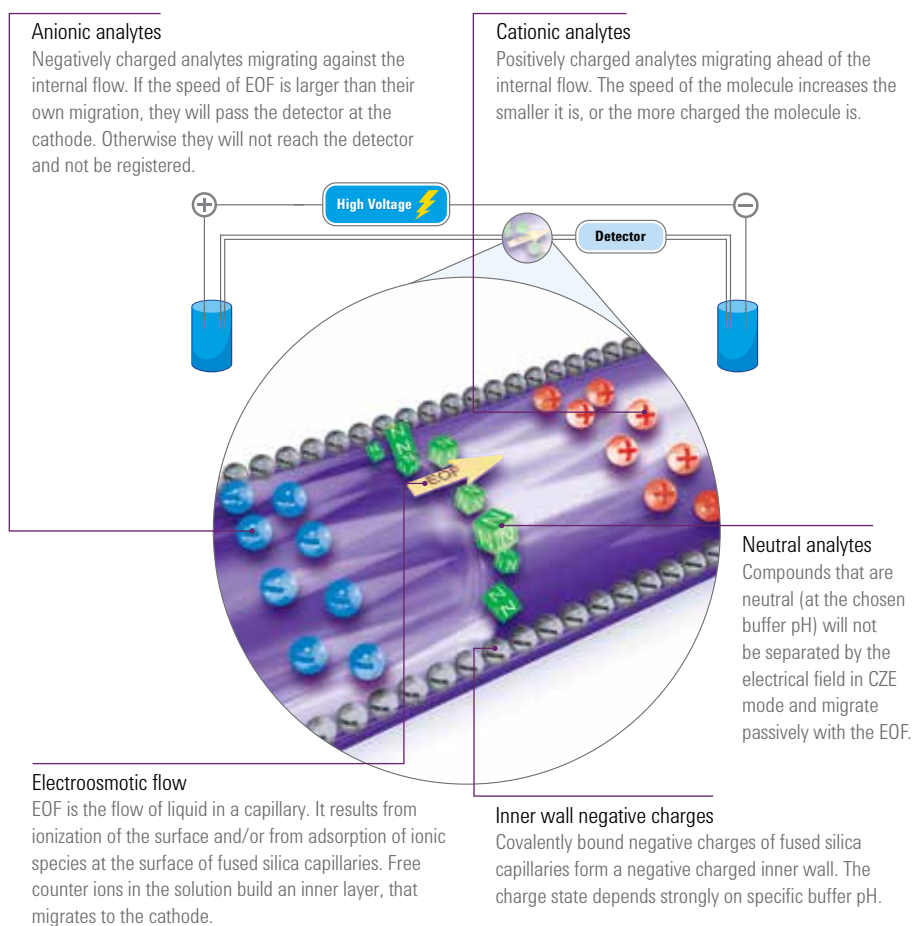 Anionic analytes
Negatively charged analytes migrating against the
internal flow. If the speed of EOF is larger than their
own migration, they will pass the detector at the
cathode. Otherwise they will not reach the detector
and not be registered.
Cationic analytes
Positively charged analytes migrating ahead of the
internal flow. The speed of the molecule increases the
smaller it is, or the more charged the molecule is.
+
High Voltage
−
Detector
EOF
Neutral analytes
Compounds that are
neutral (at the chosen
buffer pH) will not
be separated by the
electrical field in CZE
mode and migrate
passively with the EOF.
Electroosmotic flow
EOF is the flow of liquid in a capillary. It results from
ionization of the surface and/or from adsorption of ionic
species at the surface of fused silica capillaries. Free
counter ions in the solution build an inner layer, that
migrates to the cathode.
Inner wall negative charges
Covalently bound negative charges of fused silica
capillaries form a negative charged inner wall. The
charge state depends strongly on specific buffer pH.